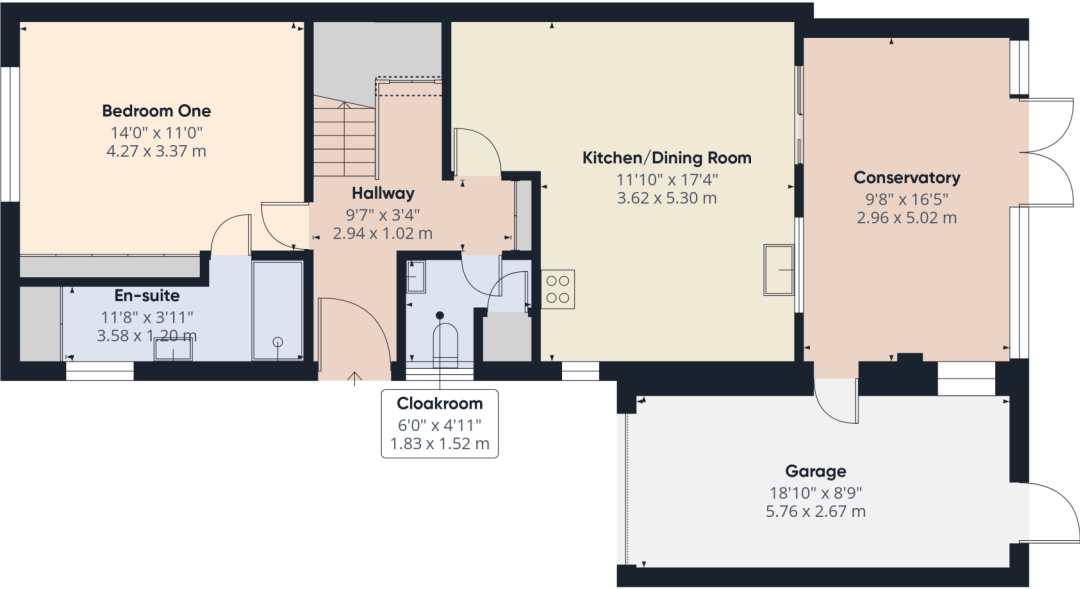 Bedroom One
14'0" x 11'0"
4.27 x 3.37 m
Hallway
9'7" x 3'4"
2.94 x 1.02 m
Kitchen/Dining Room
11'10" x 17'4"
3.62 x 5.30 m
Conservatory
9'8" x 16'5"
2.96 x 5.02 m
En-suite
11'8" x 3'11"
3.58 x 1.20 m
Cloakroom
6'0" x 4'11"
1.83 x 1.52 m
Garage
18'10" x 8'9"
5.76 x 2.67 m